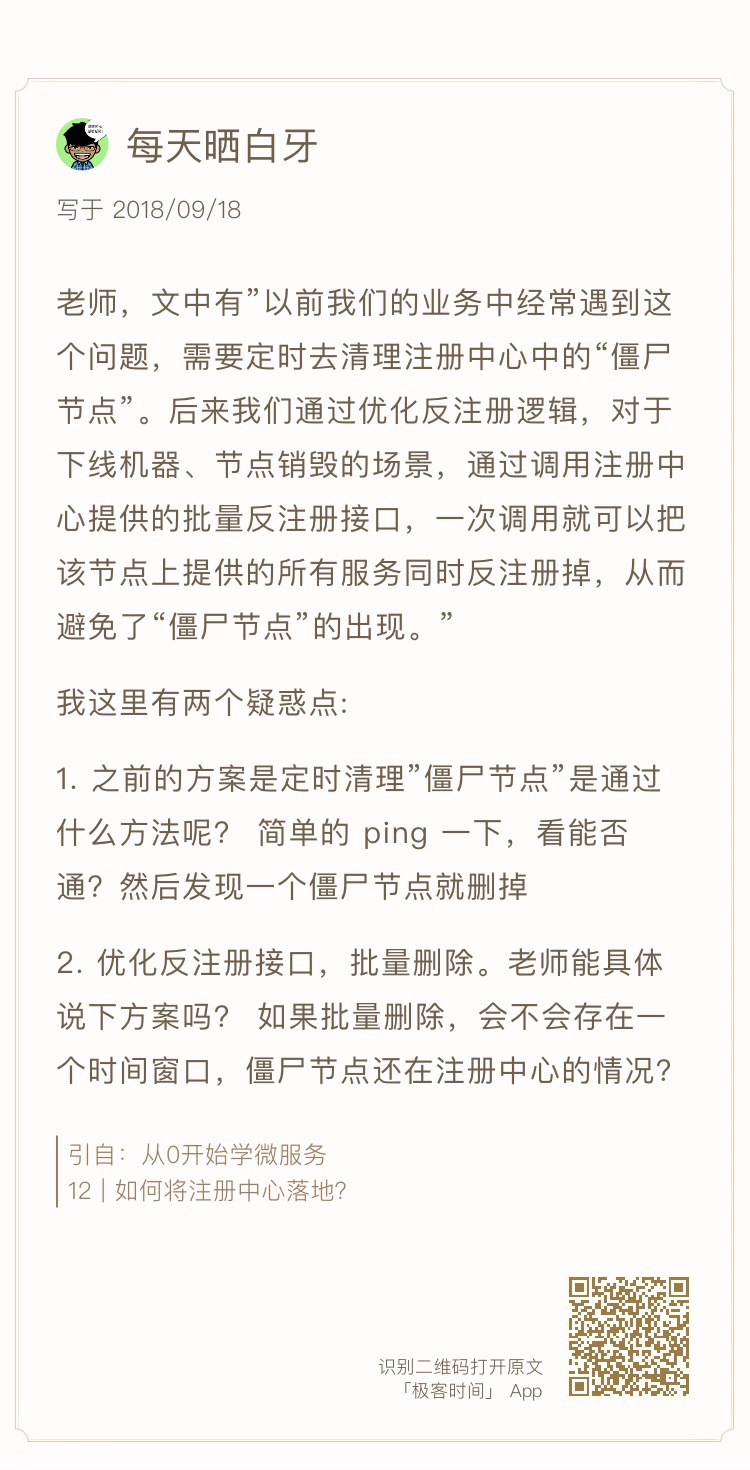 每天晒白牙
写于 2018/09/18
老师，文中有”以前我们的业务中经常遇到这
个问题，需要定时去清理注册中心中的“僵尸
节点”。后来我们通过优化反注册逻辑，对于
下线机器、节点销毁的场景，通过调用注册中
心提供的批量反注册接口，一次调用就可以把
该节点上提供的所有服务同时反注册掉，从而
避免了“僵尸节点”的出现。”
我这里有两个疑惑点:
1. 之前的方案是定时清理”僵尸节点”是通过
什么方法呢？ 简单的 ping 一下，看能否
通？然后发现一个僵尸节点就删掉
2. 优化反注册接口，批量删除。老师能具体
说下方案吗？ 如果批量删除，会不会存在一
个时间窗口，僵尸节点还在注册中心的情况？
引自：从0开始学微服务
12 | 如何将注册中心落地？
识别二维码打开原文
「极客时间」 App